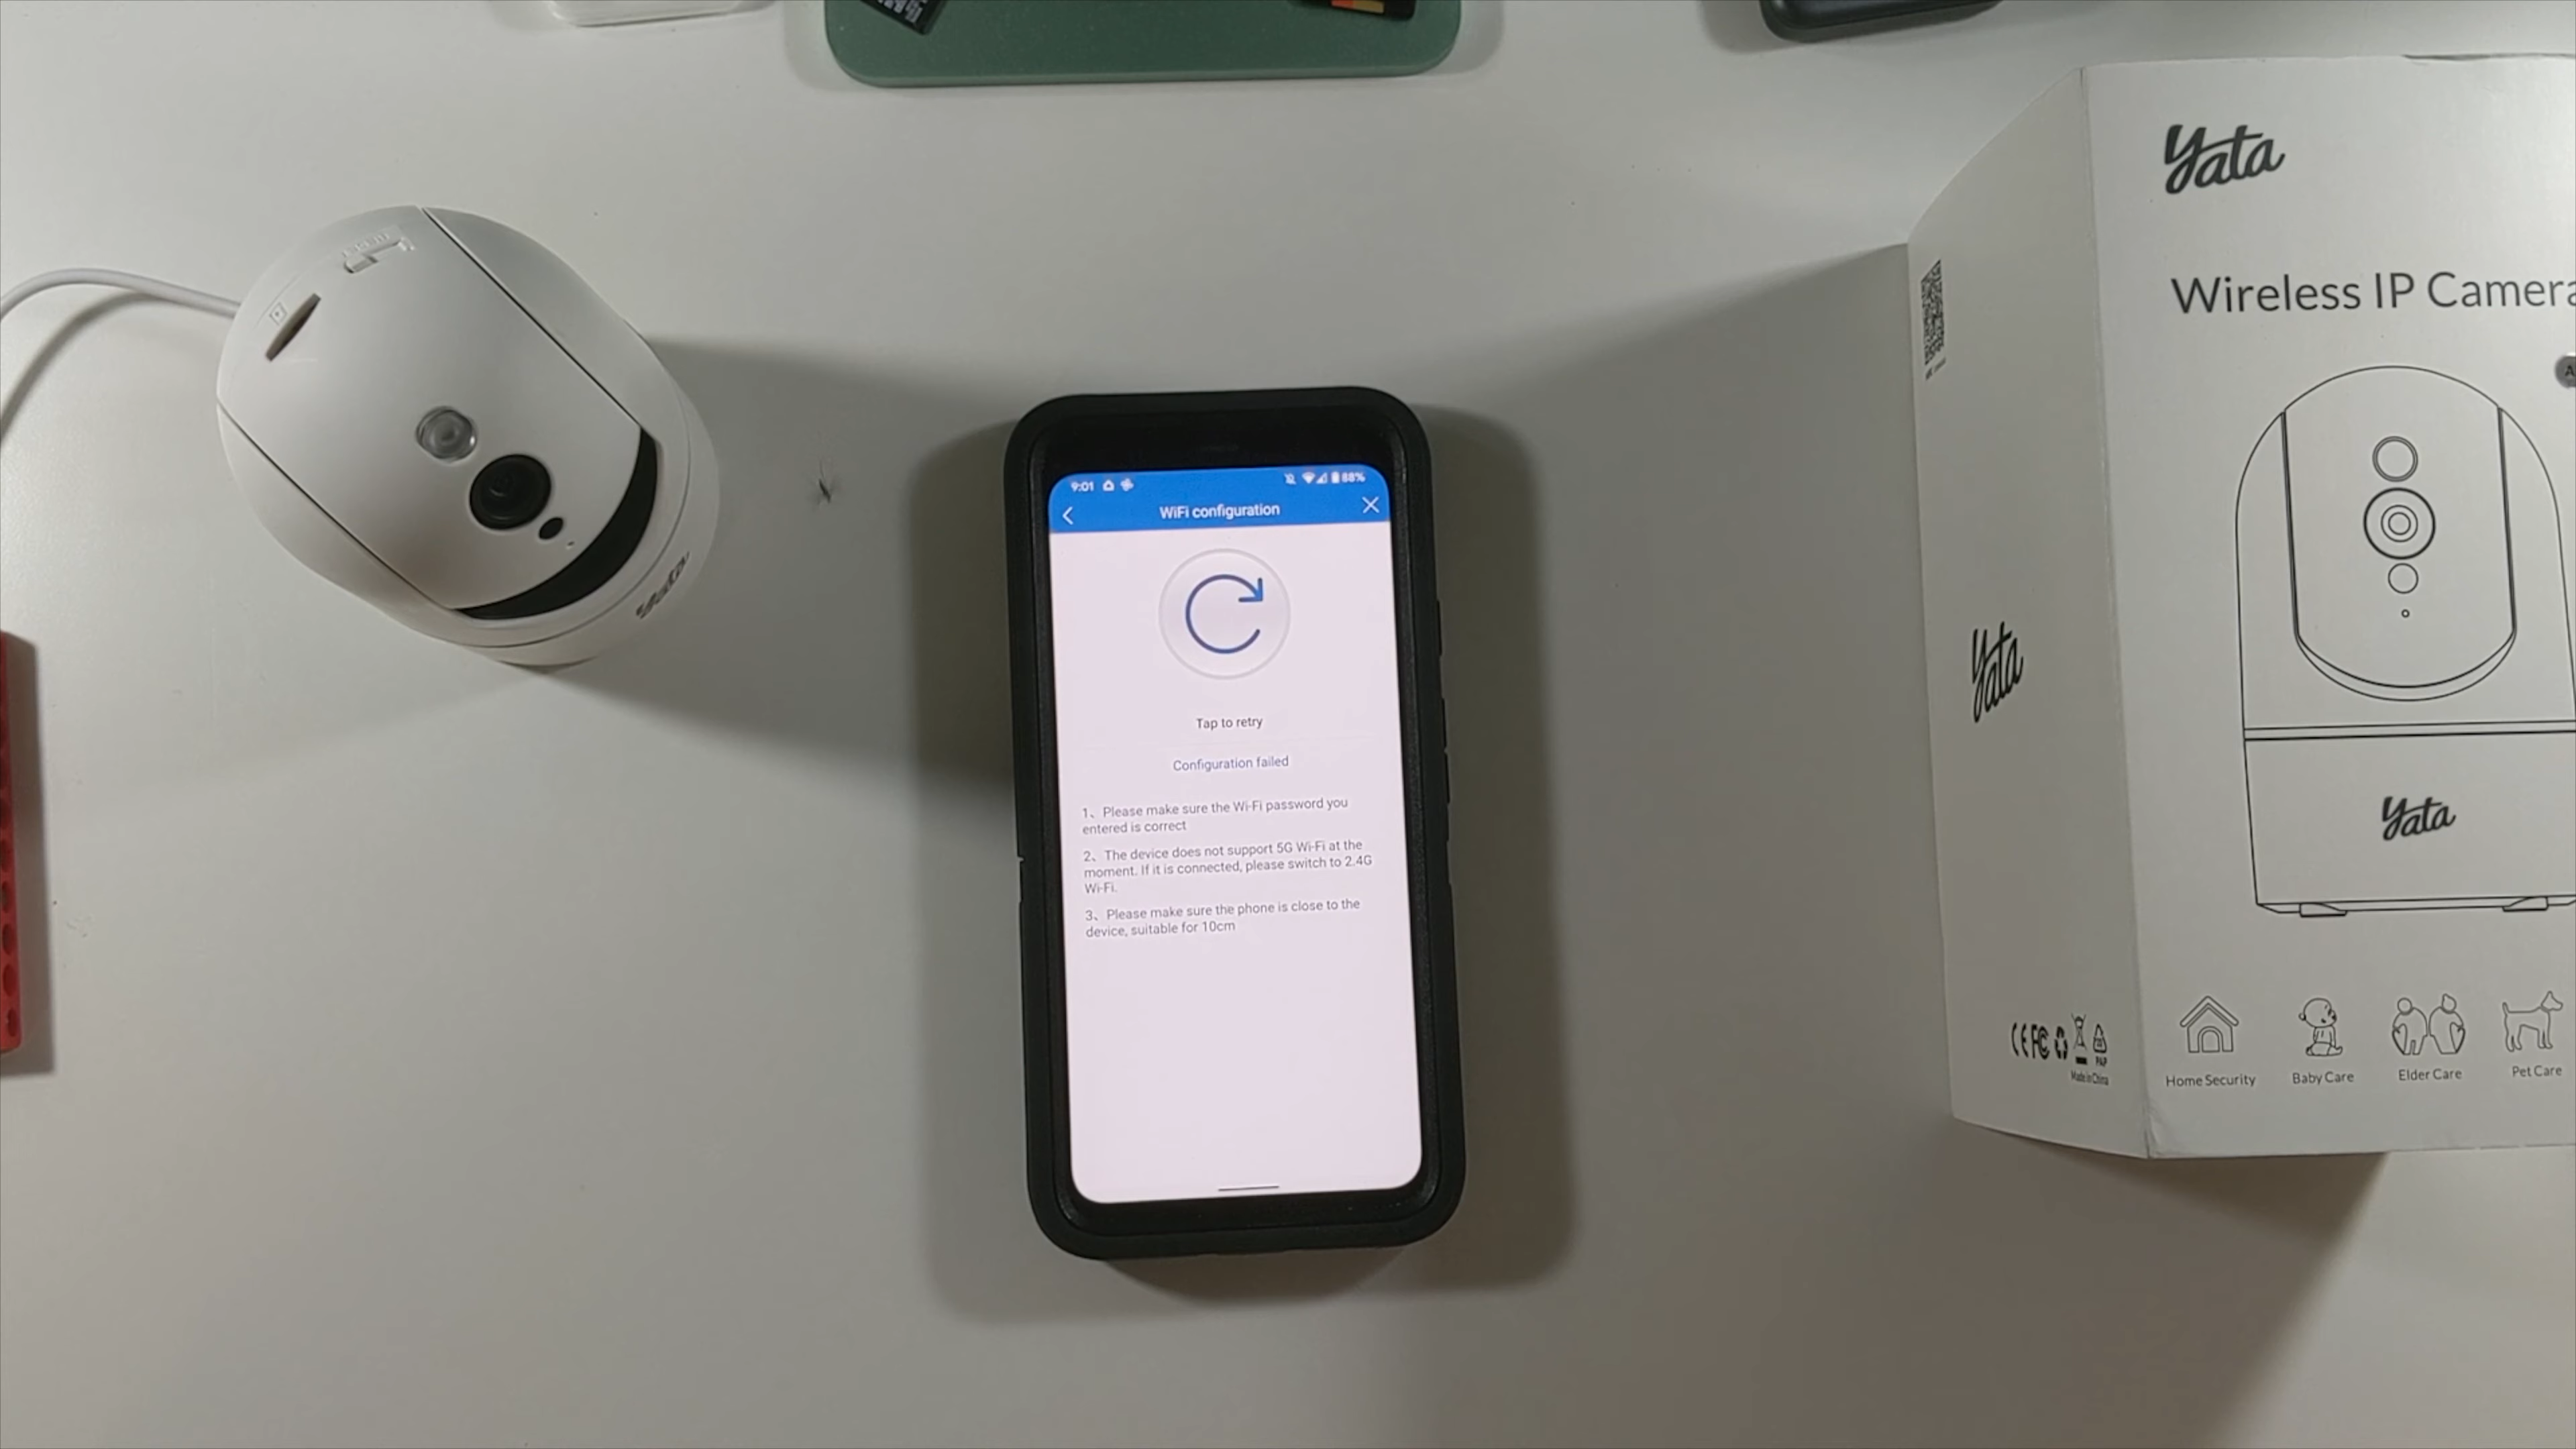 yata
9:01
88%
WiFi configuration
Tap to retry
Configuration failed
1、Please make sure the Wi-Fi password you
entered is correct
2、The device does not support 5G Wi-Fi at the
moment. If it is connected, please switch to 2.4G
Wi-Fi.
3、Please make sure the phone is close to the
device, suitable for 10cm
yata
Wireless IP Camera
yata
yata
CE FC
PAP
Made in China
Home Security
Baby Care
Elder Care
Pet Care